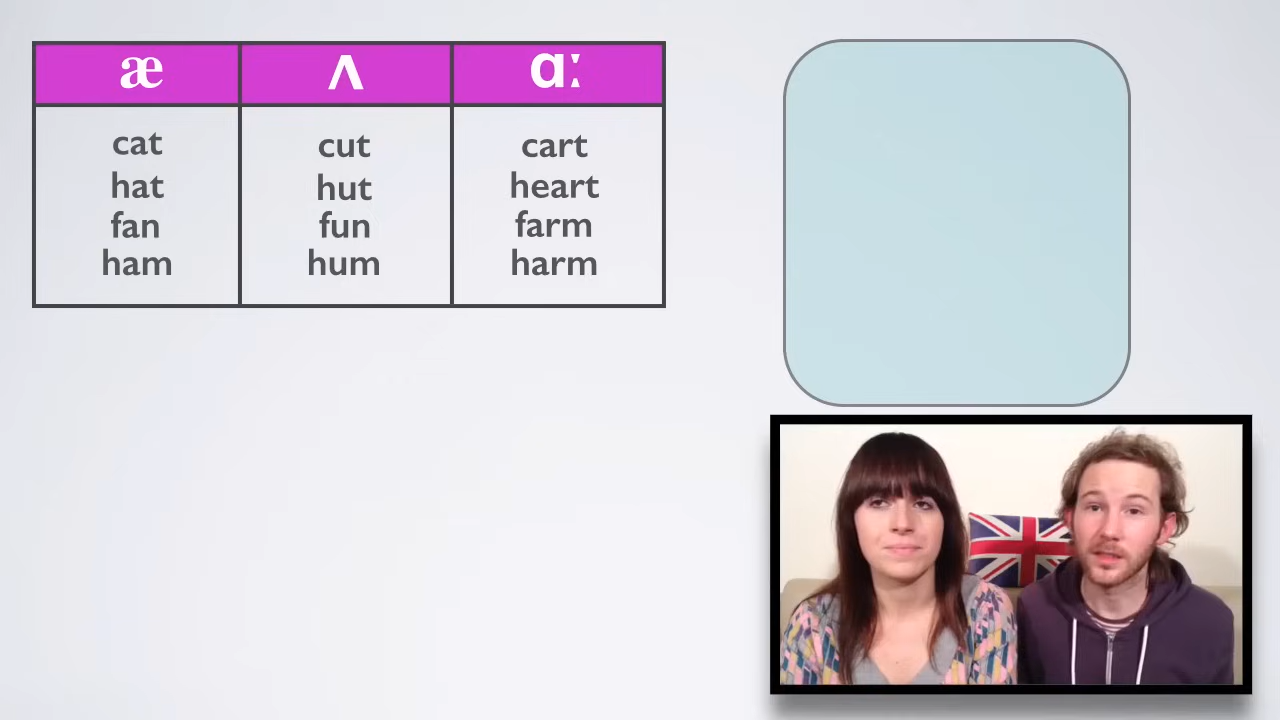 æ ʌ ɑː
cat cut cart
hat hut heart
fan fun farm
ham hum harm